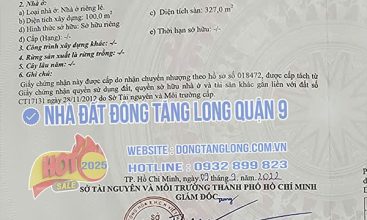 2. Nhà ở:
a) Loại nhà ở: Nhà ở riêng lẻ.
b) Diện tích xây dựng: 100,0 m²
c) Diện tích sàn: 327,0 m²
d) Hình thức sở hữu: Sở hữu riêng
đ) Cấp (Hạng): -/-
e) Thời hạn sở hữu: -/-
3. Công trình xây dựng khác: -/-
4. Rừng sản xuất là rừng trồng: -/-
5. Cây lâu năm: -/-
6. Ghi chú:
Giấy chứng nhận này được cấp do nhận chuyển nhượng theo hồ sơ số 018472, được cấp tách từ
Giấy chứng nhận quyền sử dụng đất, quyền sở hữu nhà ở và tài sản khác gắn liền với đất số
CT17131 ngày 28/11/2017 do Sở Tài nguyên và Môi trường cấp
NHÀ ĐẤT ĐÔNG TĂNG LONG QUẬN 9
HOT 2025
SALE
WEBSITE : DONGTANGLONG.COM.VN
HOTLINE : 0932 899 823
TP. Hồ Chí Minh, ngày 2022
SỞ TÀI NGUYÊN VÀ MÔI TRƯỜNG THÀNH PHỐ HỒ CHÍ MINH
GIÁM ĐỐC